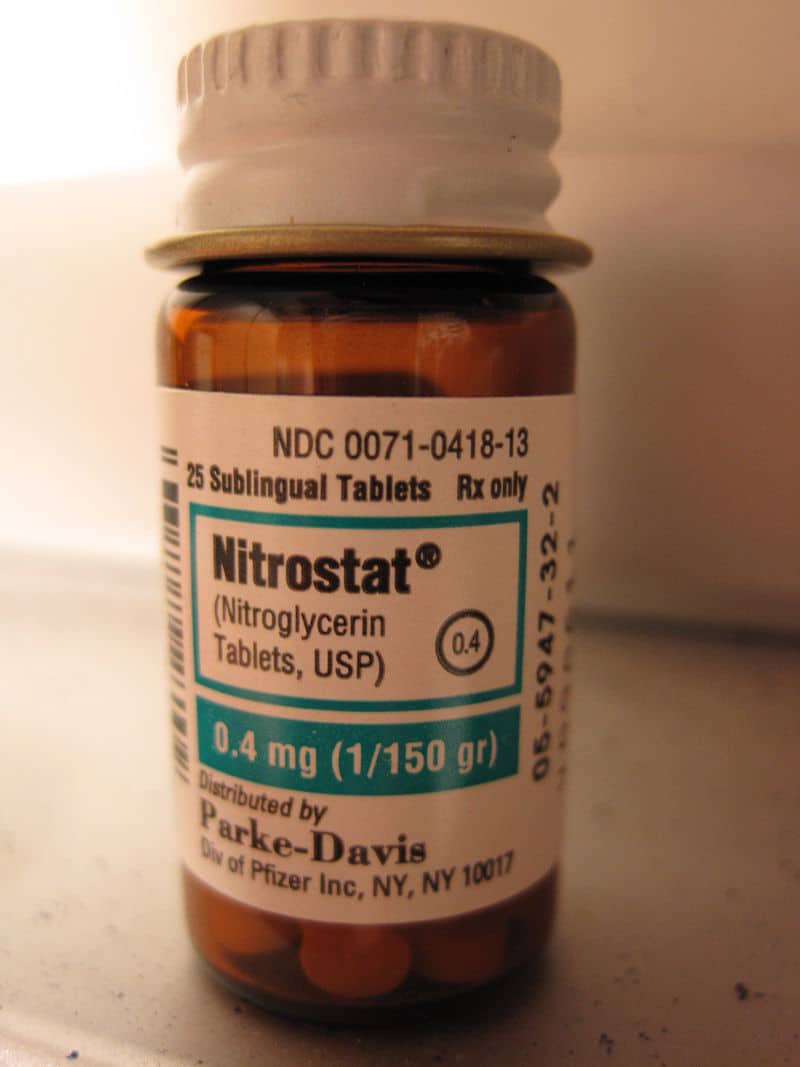 NDC 0071-0418-13
25 Sublingual Tablets Rx only
Nitrostat®
(Nitroglycerin
Tablets, USP)
0.4
0.4 mg (1/150 gr)
Distributed by
Parke-Davis
Div of Pfizer Inc, NY, NY 10017
05-5947-32-2